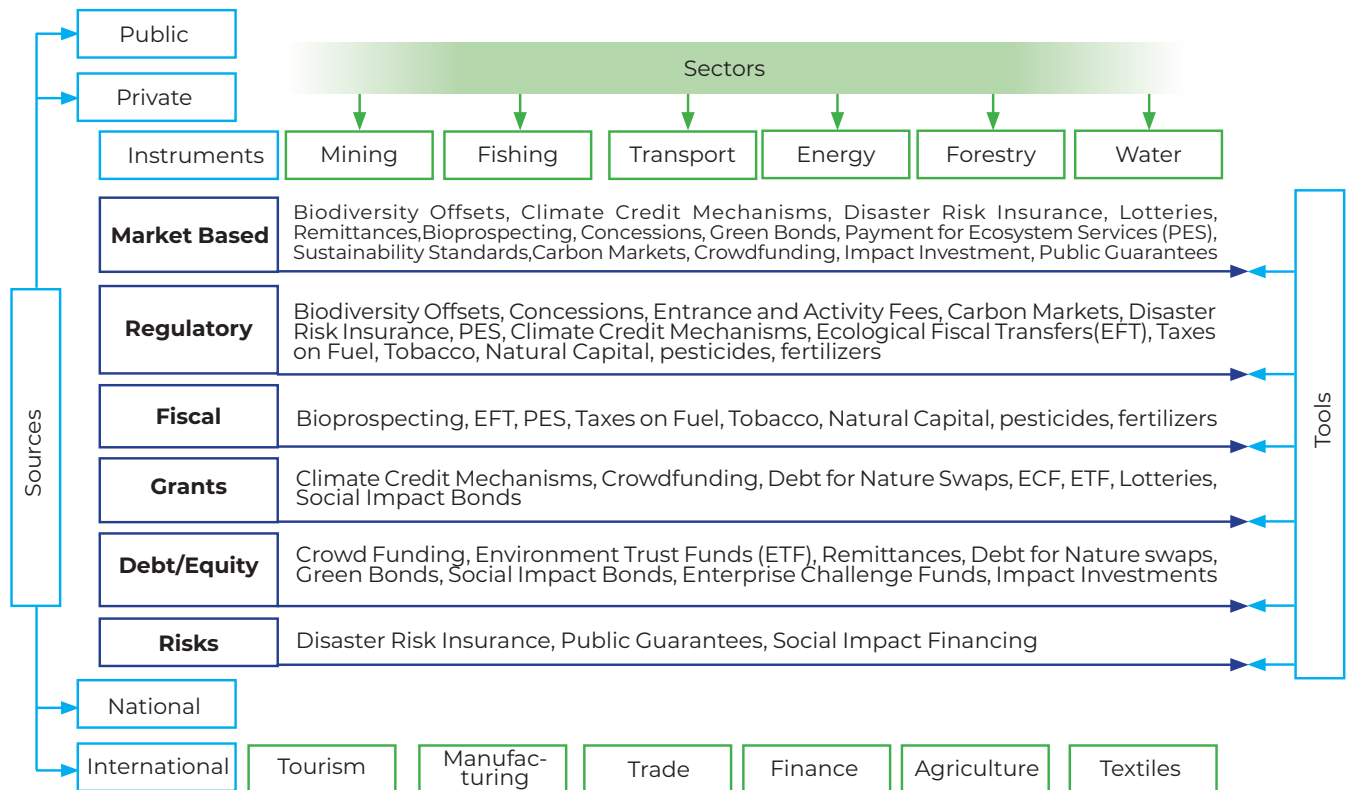 Public
Sectors
Private
Instruments
Mining
Fishing
Transport
Energy
Forestry
Water
Market Based
Biodiversity Offsets, Climate Credit Mechanisms, Disaster Risk Insurance, Lotteries,
Remittances,Bioprospecting, Concessions, Green Bonds, Payment for Ecosystem Services (PES),
Sustainability Standards,Carbon Markets, Crowdfunding, Impact Investment, Public Guarantees
Regulatory
Biodiversity Offsets, Concessions, Entrance and Activity Fees, Carbon Markets, Disaster
Risk Insurance, PES, Climate Credit Mechanisms, Ecological Fiscal Transfers(EFT), Taxes
on Fuel, Tobacco, Natural Capital, pesticides, fertilizers
Fiscal
Bioprospecting, EFT, PES, Taxes on Fuel, Tobacco, Natural Capital, pesticides, fertilizers
Grants
Climate Credit Mechanisms, Crowdfunding, Debt for Nature Swaps, ECF, ETF, Lotteries,
Social Impact Bonds
Debt/Equity
Crowd Funding, Environment Trust Funds (ETF), Remittances, Debt for Nature swaps,
Green Bonds, Social Impact Bonds, Enterprise Challenge Funds, Impact Investments
Risks
Disaster Risk Insurance, Public Guarantees, Social Impact Financing
Sources
Tools
National
International
Tourism
Manufac-
turing
Trade
Finance
Agriculture
Textiles